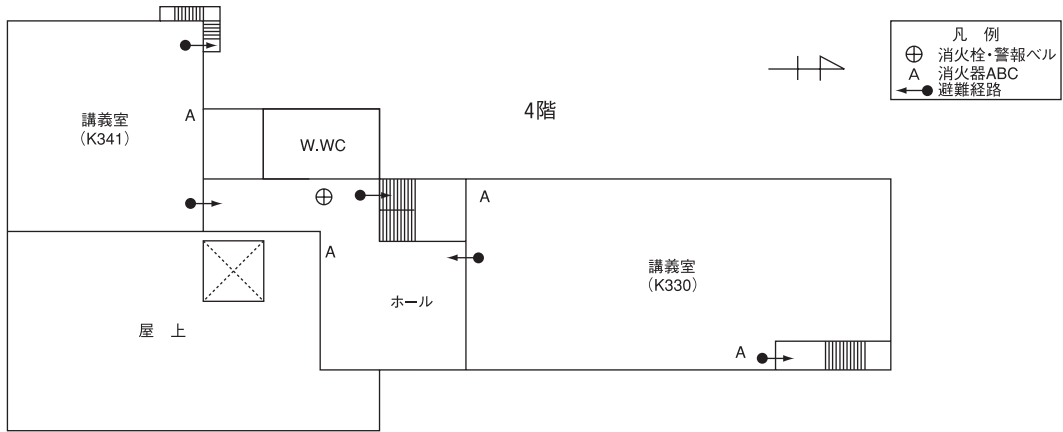 凡 例
消火栓・警報ベル
A 消火器ABC
避難経路
4階
講義室
(K341)
A
W.WC
A
A
講義室
(K330)
ホール
屋 上
A